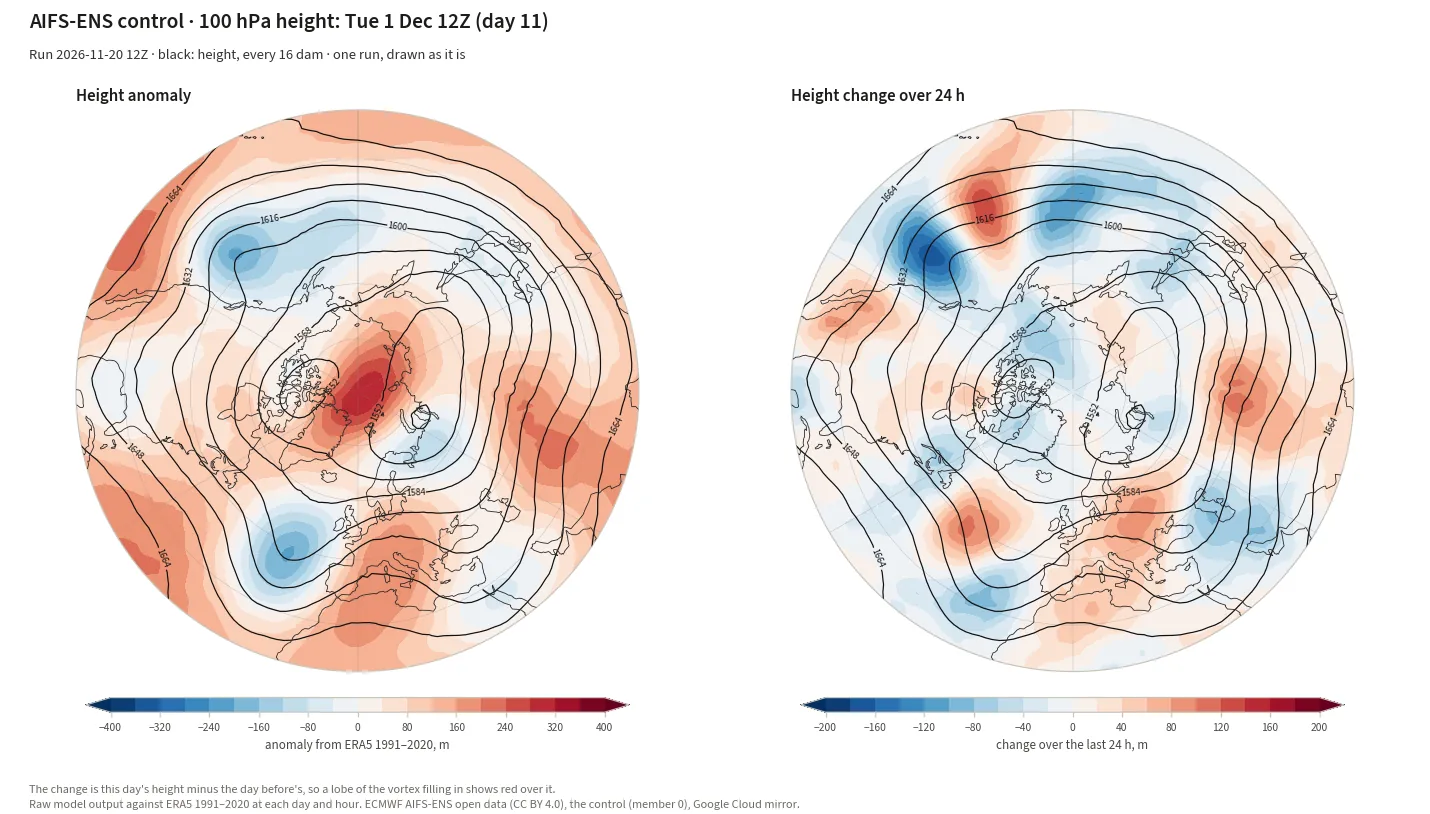 AIFS-ENS control · 100 hPa height: Tue 1 Dec 12Z (day 11)
Run 2026-11-20 12Z · black: height, every 16 dam · one run, drawn as it is
Height anomaly
Height change over 24 h
1664
1616
1600
1632
1568
1552
1552
1664
1648
1584
1664
1664
1616
1600
1632
1568
1552
1552
1664
1648
1584
1664
−400 −320 −240 −160 −80 0 80 160 240 320 400
anomaly from ERA5 1991–2020, m
−200 −160 −120 −80 −40 0 40 80 120 160 200
change over the last 24 h, m
The change is this day's height minus the day before's, so a lobe of the vortex filling in shows red over it.
Raw model output against ERA5 1991–2020 at each day and hour. ECMWF AIFS-ENS open data (CC BY 4.0), the control (member 0), Google Cloud mirror.